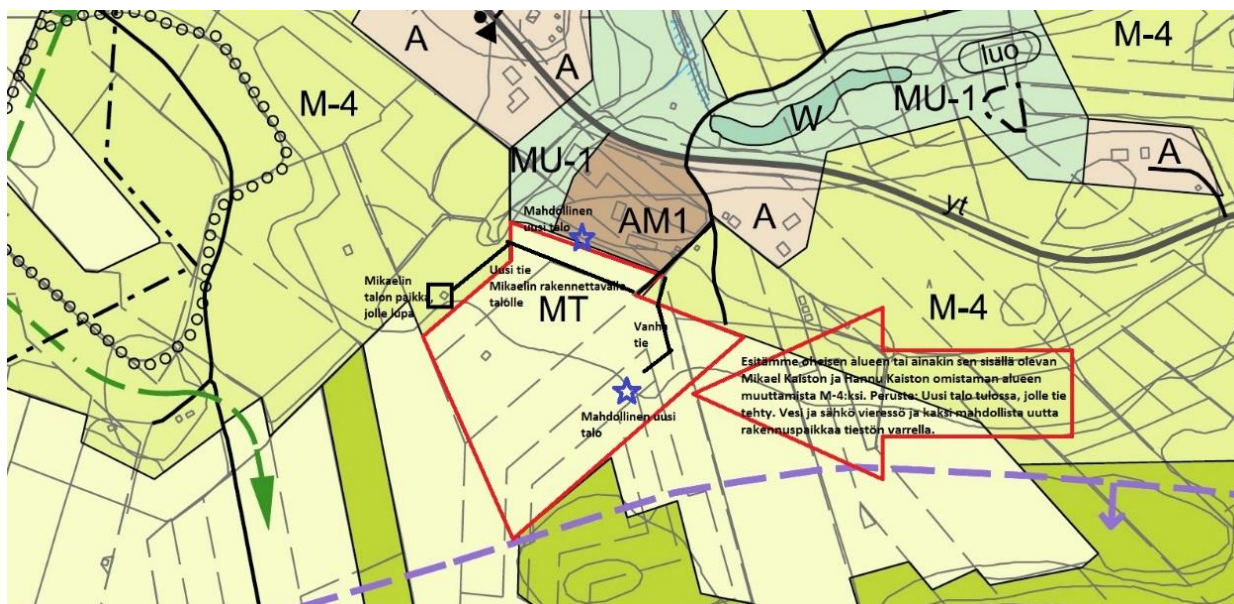 A
A
M-4
luo
M-4
MU-1
W
MU-1
A
A
AM1
yt
Mahdollinen
uusi talo
Uusi tie
Mikaelin rakennettavalle
talolle
Mikaelin
talon paikka,
jolle lupa
MT
Vanha
tie
M-4
Esitämme oheisen alueen tai ainakin sen sisällä olevan
Mikael Kaiston ja Hannu Kaiston omistaman alueen
muuttamista M-4:ksi. Peruste: Uusi talo tulossa, jolle tie
tehty. Vesi ja sähkö vieressö ja kaksi mahdollista uutta
rakennuspaikkaa tiestön varrella.
Mahdollinen uusi
talo